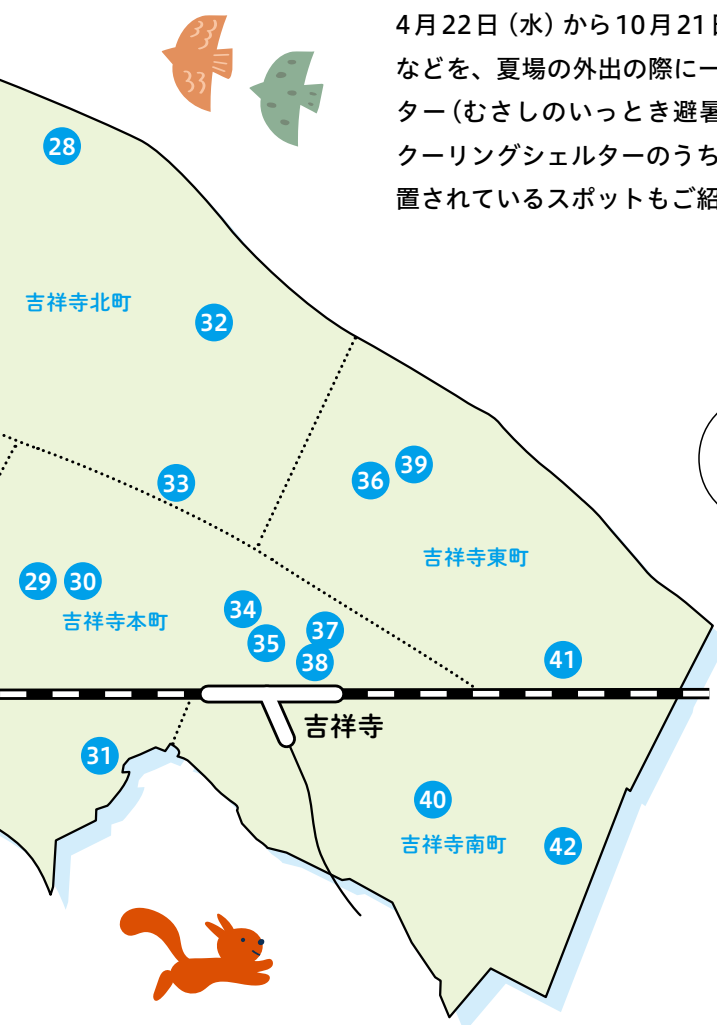 4月22日(水)から10月21日
などを、夏場の外出の際に一
ター(むさしのいっとき避暑
クーリングシェルターのうち
置されているスポットもご紹
28
吉祥寺北町
32
39
36
33
吉祥寺東町
29 30
吉祥寺本町
34
37
35
38
41
吉祥寺
31
40
吉祥寺南町
42